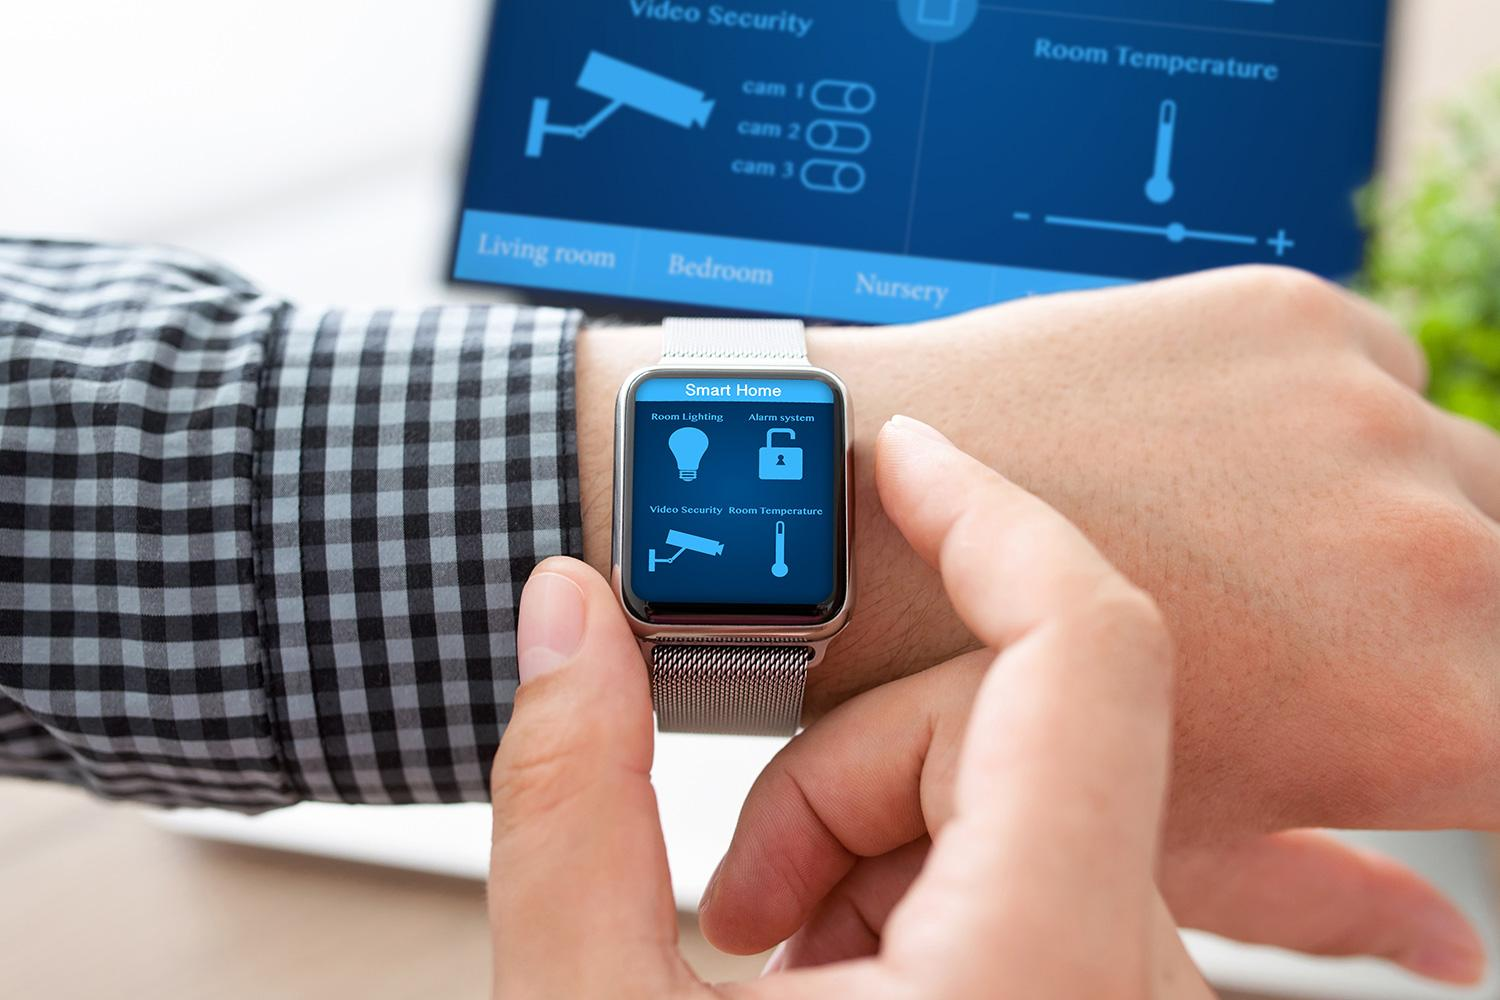 Video Security
cam 1
cam 2
cam 3
Room Temperature
- +
Living room
Bedroom
Nursery
Smart Home
Room Lighting
Alarm system
Video Security
Room Temperature